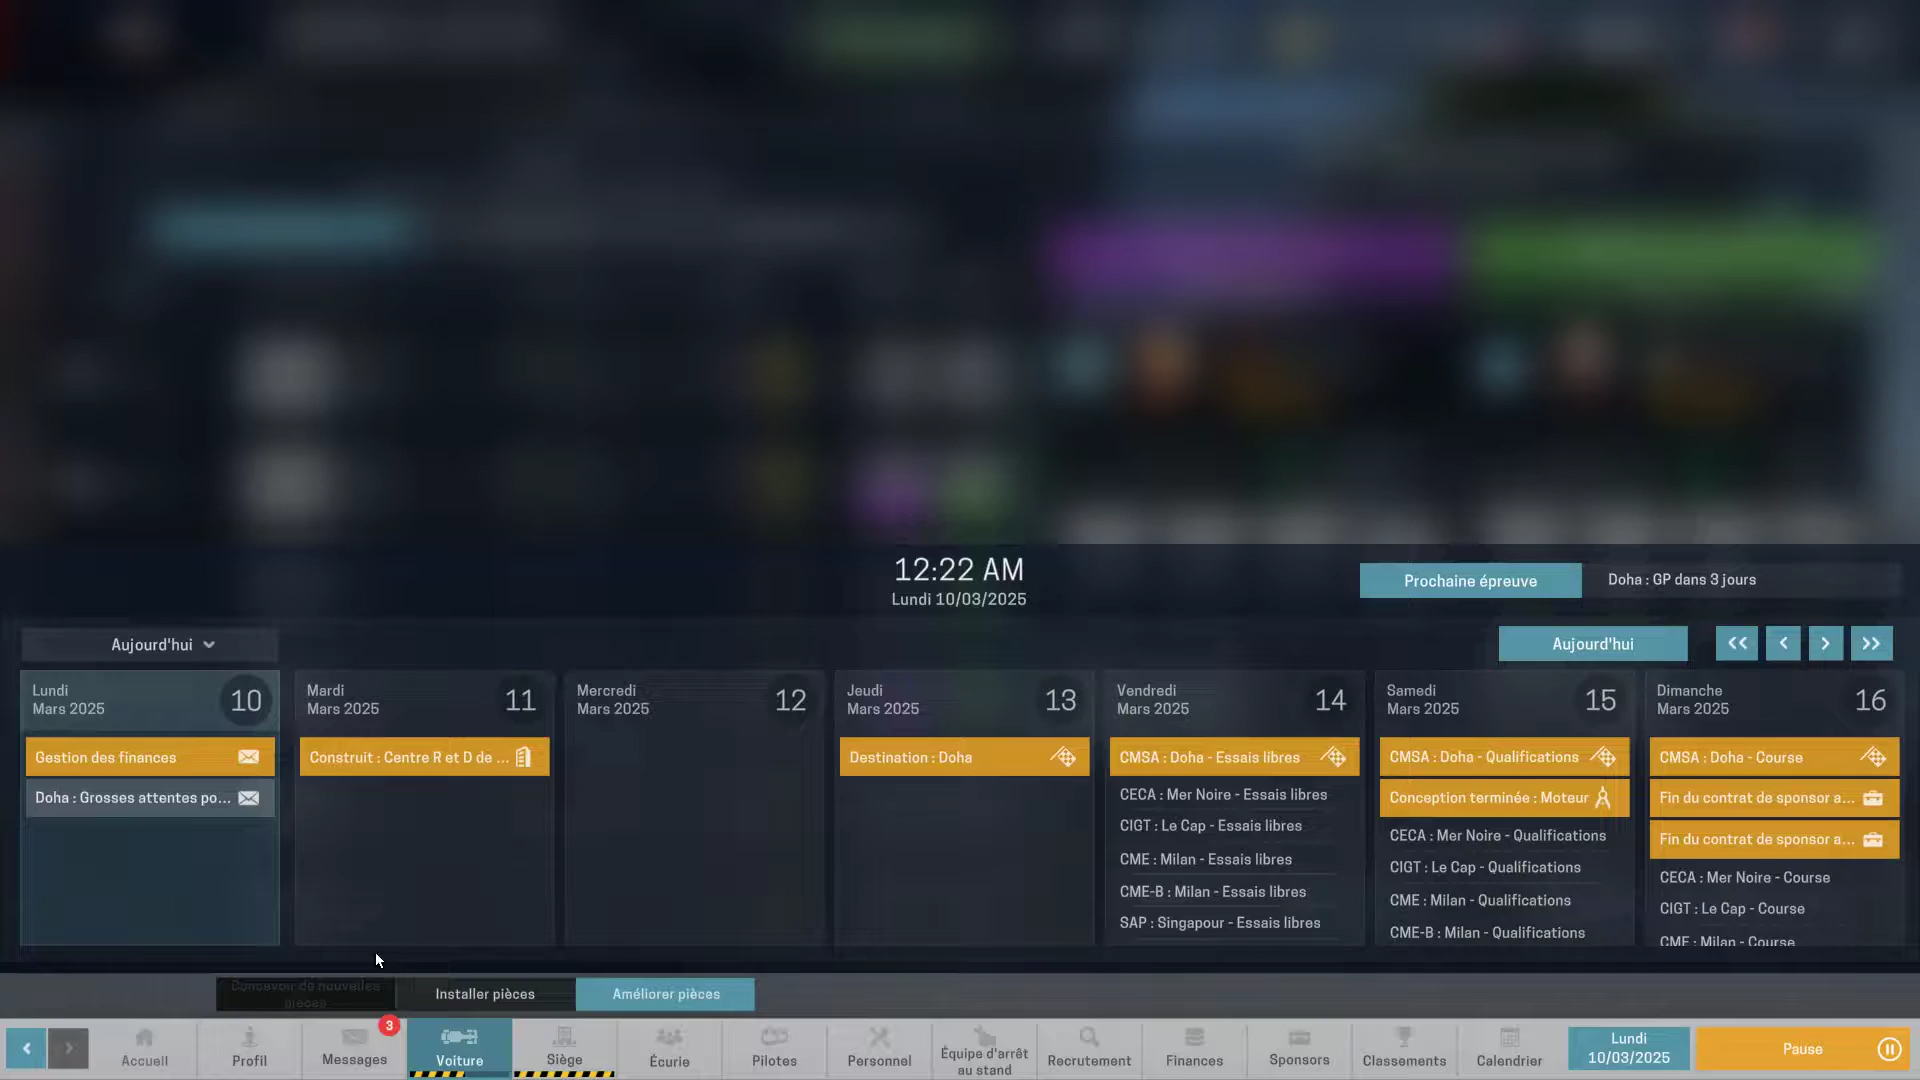 12:22 AM
Lundi 10/03/2025
Prochaine épreuve
Doha : GP dans 3 jours
Aujourd'hui
Aujourd'hui
<<
<
>
>>
Lundi
Mars 2025
10
Gestion des finances
Doha : Grosses attentes po...
Mardi
Mars 2025
11
Construit : Centre R et D de ...
Mercredi
Mars 2025
12
Jeudi
Mars 2025
13
Destination : Doha
Vendredi
Mars 2025
14
CMSA : Doha - Essais libres
CECA : Mer Noire - Essais libres
CIGT : Le Cap - Essais libres
CME : Milan - Essais libres
CME-B : Milan - Essais libres
SAP : Singapour - Essais libres
Samedi
Mars 2025
15
CMSA : Doha - Qualifications
Conception terminée : Moteur
CECA : Mer Noire - Qualifications
CIGT : Le Cap - Qualifications
CME : Milan - Qualifications
CME-B : Milan - Qualifications
Dimanche
Mars 2025
16
CMSA : Doha - Course
Fin du contrat de sponsor a...
Fin du contrat de sponsor a...
CECA : Mer Noire - Course
CIGT : Le Cap - Course
CME : Milan - Course
Concevoir de nouvelles
pièces
Installer pièces
Améliorer pièces
<
>
Accueil
Profil
3
Messages
Voiture
Siège
Écurie
Pilotes
Personnel
Équipe d'arrêt
au stand
Recrutement
Finances
Sponsors
Classements
Calendrier
Lundi
10/03/2025
Pause